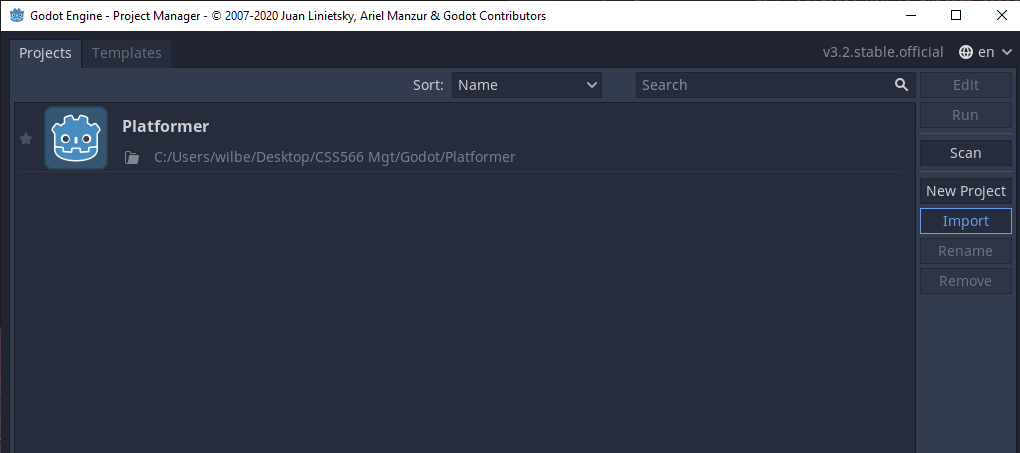 Godot Engine - Project Manager - © 2007-2020 Juan Linietsky, Ariel Manzur & Godot Contributors
Projects Templates v3.2.stable.official en
Sort: Name Search Edit
Run
Platformer
C:/Users/wilbe/Desktop/CSS566 Mgt/Godot/Platformer
Scan
New Project
Import
Rename
Remove